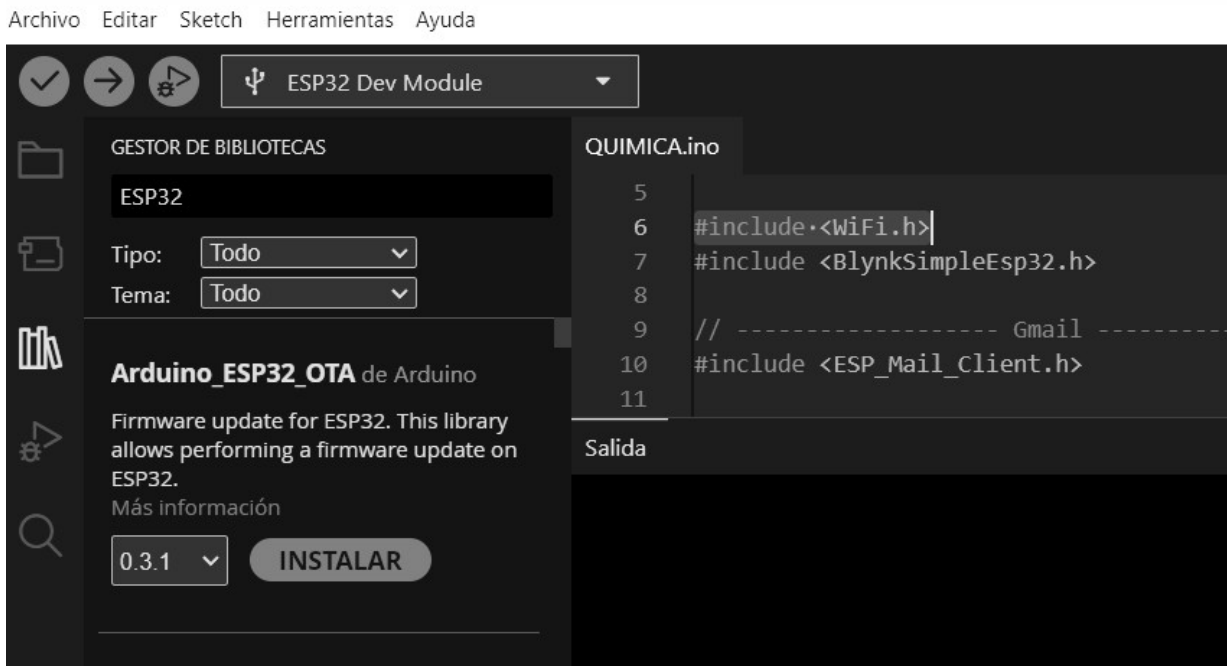 Archivo Editar Sketch Herramientas Ayuda
ESP32 Dev Module
GESTOR DE BIBLIOTECAS
ESP32
Tipo: Todo
Tema: Todo
Arduino_ESP32_OTA de Arduino
Firmware update for ESP32. This library
allows performing a firmware update on
ESP32.
Más información
0.3.1 INSTALAR
QUIMICA.ino
5
6 #include·<WiFi.h>
7 #include <BlynkSimpleEsp32.h>
8
9 // ------------------- Gmail ----------
10 #include <ESP_Mail_Client.h>
11
Salida